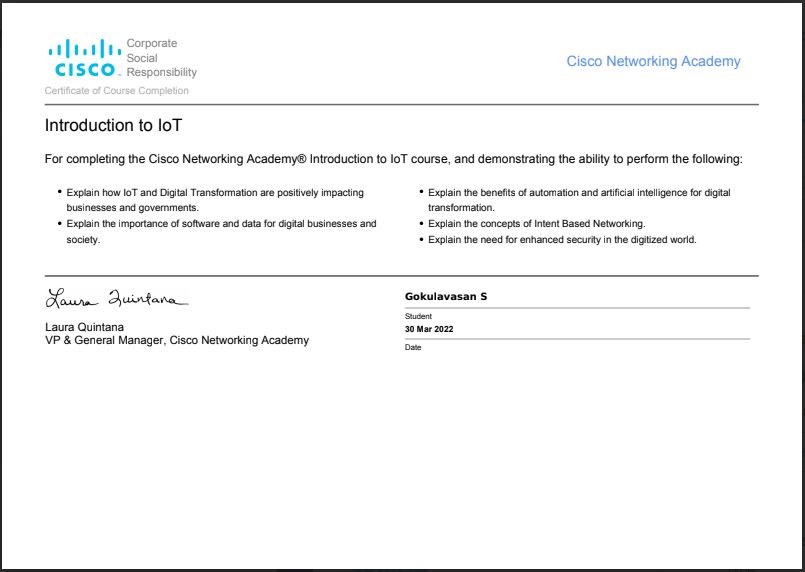 Corporate
Social
Responsibility
CISCO.
Cisco Networking Academy
Certificate of Course Completion
Introduction to IoT
For completing the Cisco Networking Academy® Introduction to IoT course, and demonstrating the ability to perform the following:
• Explain how IoT and Digital Transformation are positively impacting
businesses and governments.
• Explain the importance of software and data for digital businesses and
society.
• Explain the benefits of automation and artificial intelligence for digital
transformation.
• Explain the concepts of Intent Based Networking.
• Explain the need for enhanced security in the digitized world.
Laura Quintana
Laura Quintana
VP & General Manager, Cisco Networking Academy
Gokulavasan S
Student
30 Mar 2022
Date